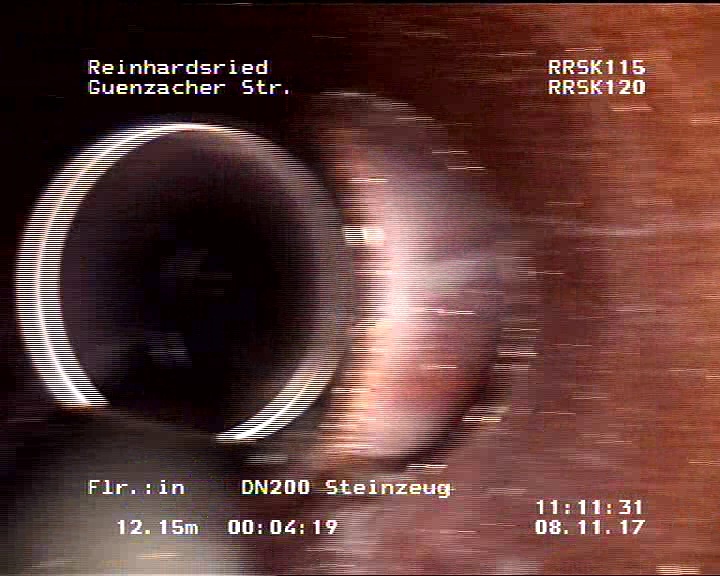 Reinhardsried RRSK115
Guenzacher Str. RRSK120
Flr.:in DN200 Steinzeug
11:11:31
12.15m 00:04:19 08.11.17